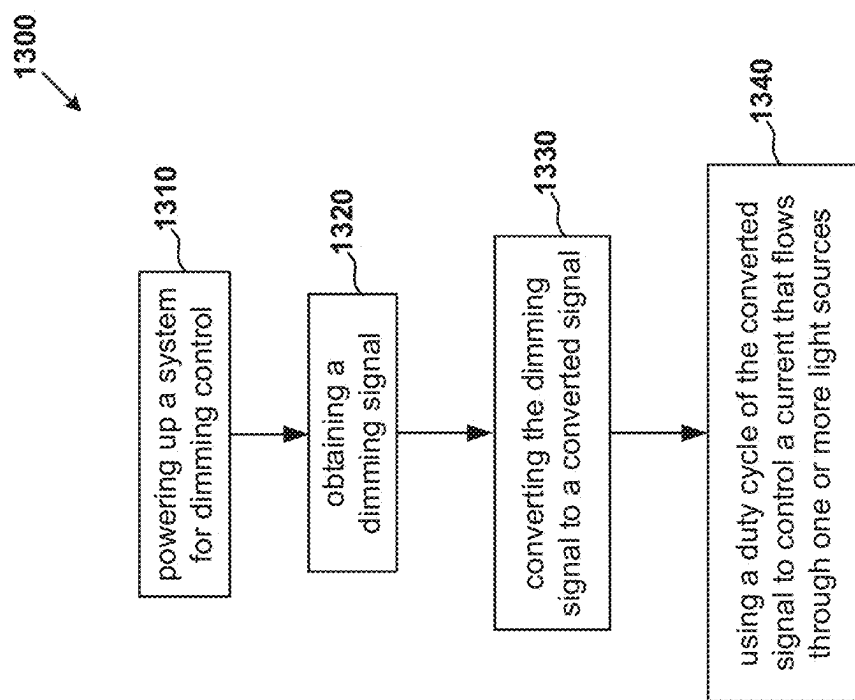 1300
powering up a system
for dimming control
1310
obtaining a
dimming signal
1320
converting the dimming
signal to a converted signal
1330
using a duty cycle of the converted
signal to control a current that flows
through one or more light sources
1340